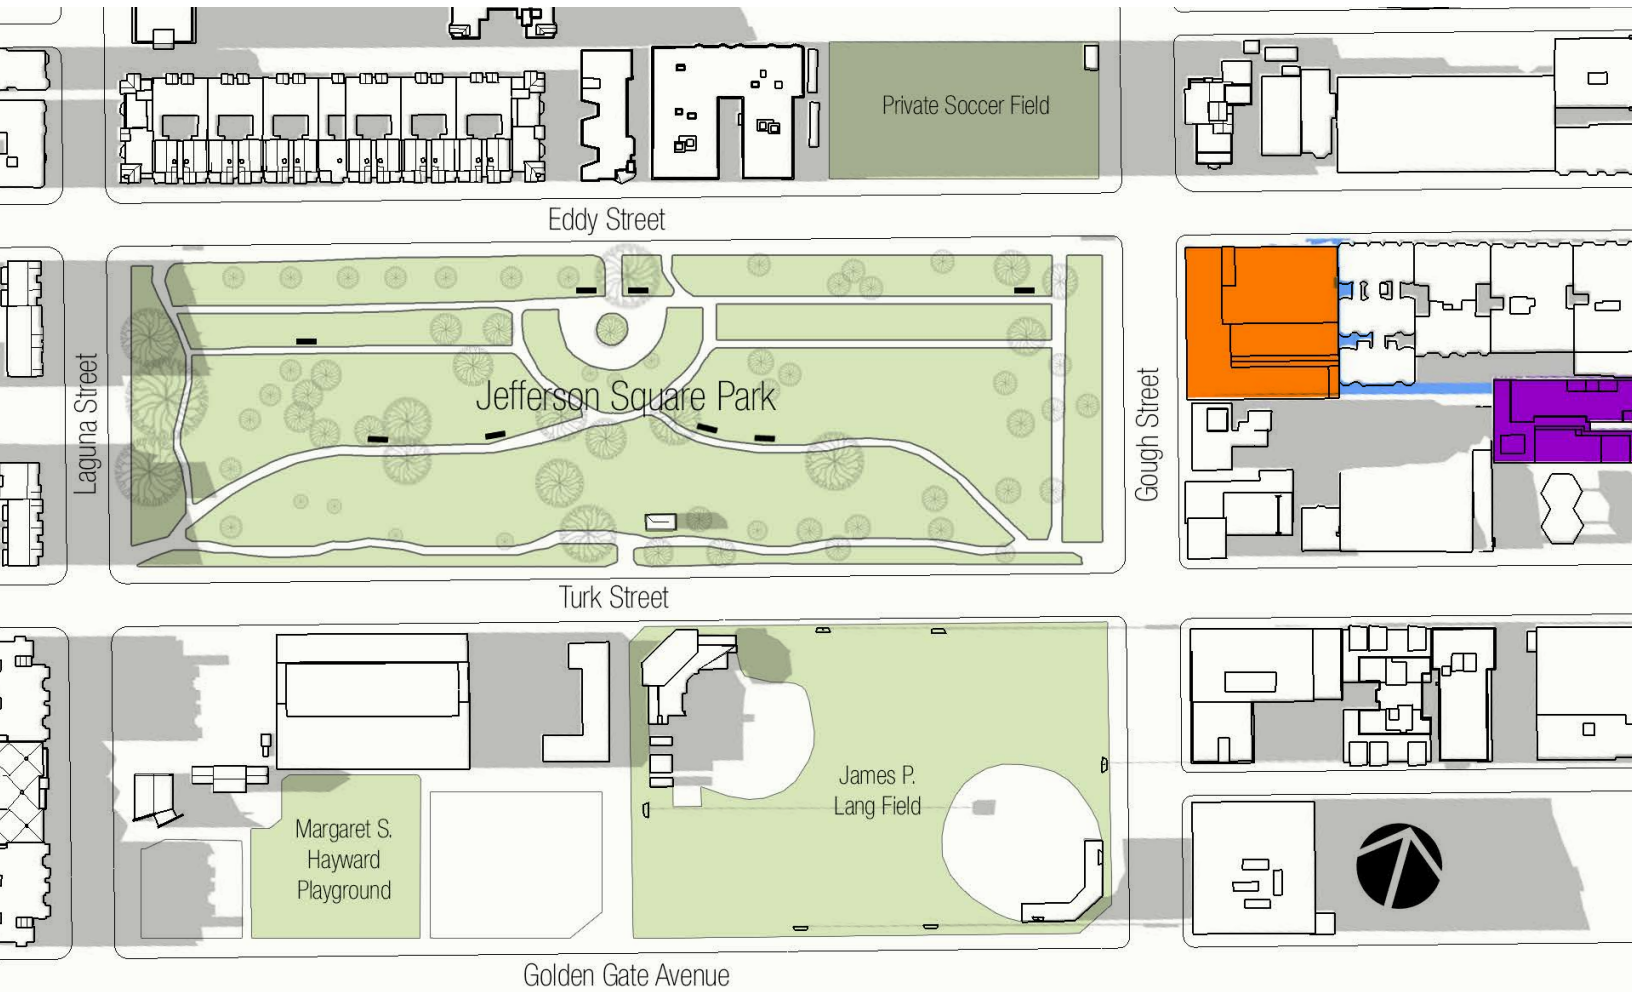 Private Soccer Field
Eddy Street
Jefferson Square Park
Laguna Street
Gough Street
Turk Street
James P.
Lang Field
Margaret S.
Hayward
Playground
Golden Gate Avenue